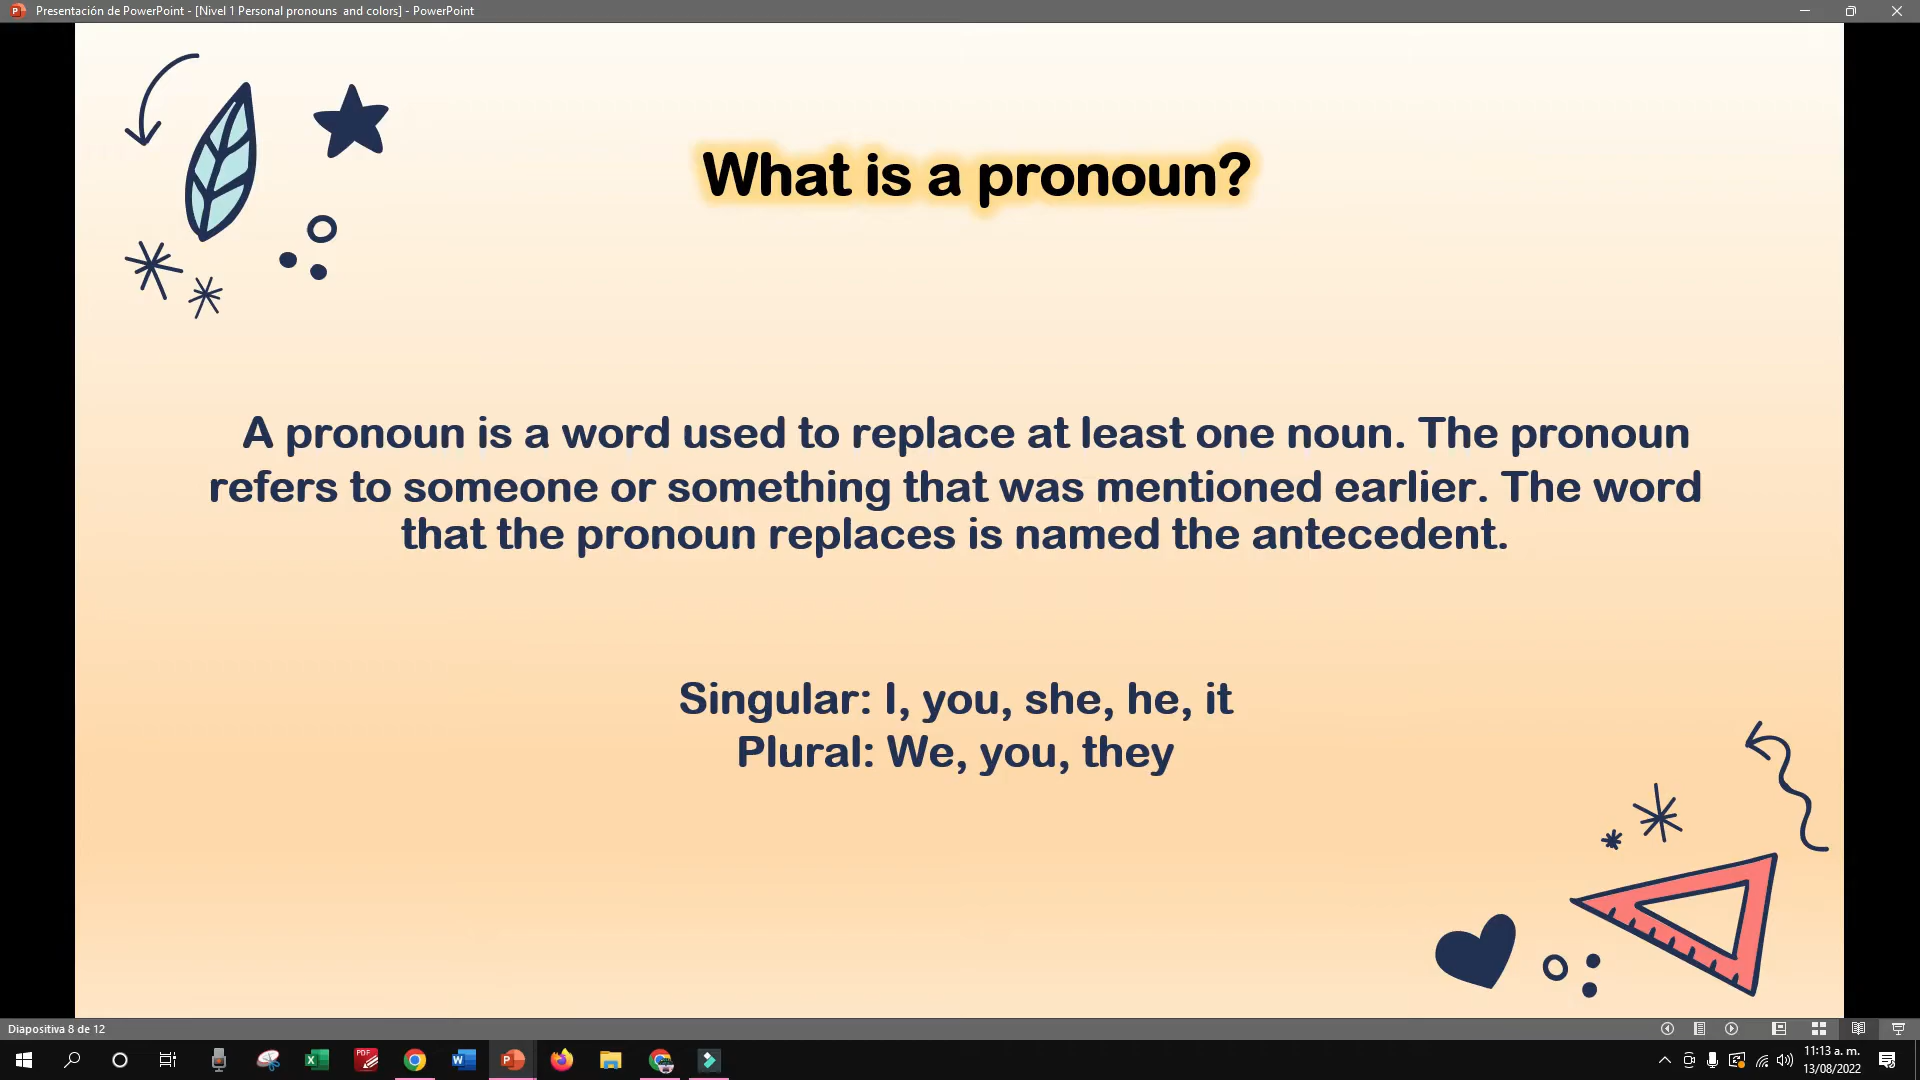 Presentación de PowerPoint - [Nivel 1 Personal pronouns  and colors] - PowerPoint
What is a pronoun?
A pronoun is a word used to replace at least one noun. The pronoun
refers to someone or something that was mentioned earlier. The word
that the pronoun replaces is named the antecedent.
Singular: I, you, she, he, it
Plural: We, you, they
Diapositiva 8 de 12
11:13 a. m.
13/08/2022